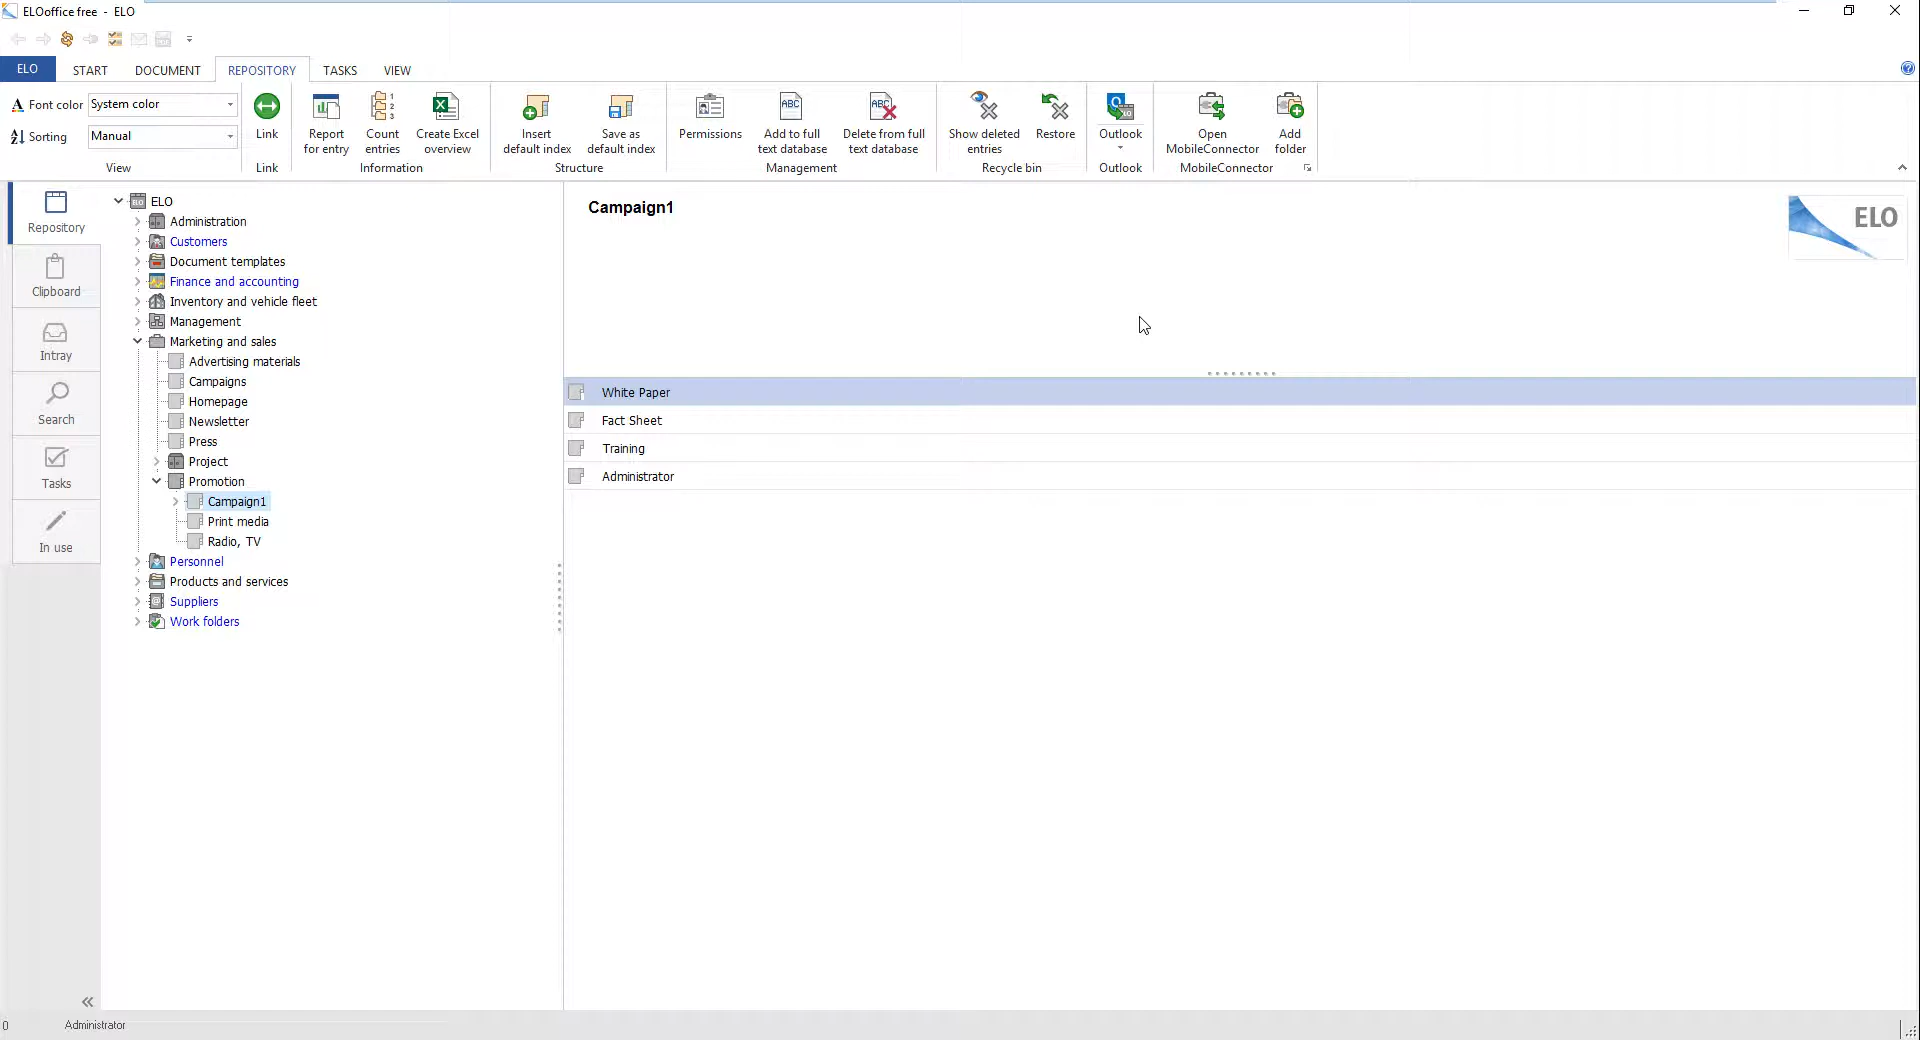 ELOoffice free - ELO
ELO START DOCUMENT REPOSITORY TASKS VIEW
Font color System color
Sorting Manual
View
Link
Link
Report for entry
Count entries
Create Excel overview
Information
Insert default index
Save as default index
Structure
Permissions
Add to full text database
Delete from full text database
Management
Show deleted entries
Restore
Recycle bin
Outlook
Outlook
Open MobileConnector
Add folder
MobileConnector
Repository
Clipboard
Intray
Search
Tasks
In use
ELO
Administration
Customers
Document templates
Finance and accounting
Inventory and vehicle fleet
Management
Marketing and sales
Advertising materials
Campaigns
Homepage
Newsletter
Press
Project
Promotion
Campaign1
Print media
Radio, TV
Personnel
Products and services
Suppliers
Work folders
Campaign1
ELO
White Paper
Fact Sheet
Training
Administrator
0 Administrator